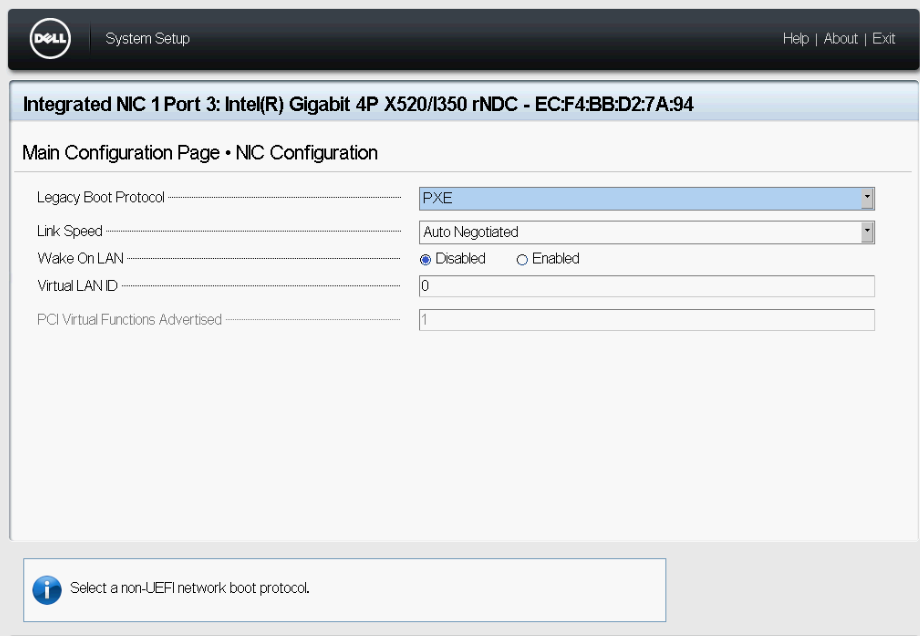 DELL
System Setup
Help | About | Exit
Integrated NIC 1 Port 3: Intel(R) Gigabit 4P X520/I350 rNDC - EC:F4:BB:D2:7A:94
Main Configuration Page • NIC Configuration
Legacy Boot Protocol PXE
Link Speed Auto Negotiated
Wake On LAN Disabled Enabled
Virtual LAN ID 0
PCI Virtual Functions Advertised 1
Select a non-UEFI network boot protocol.